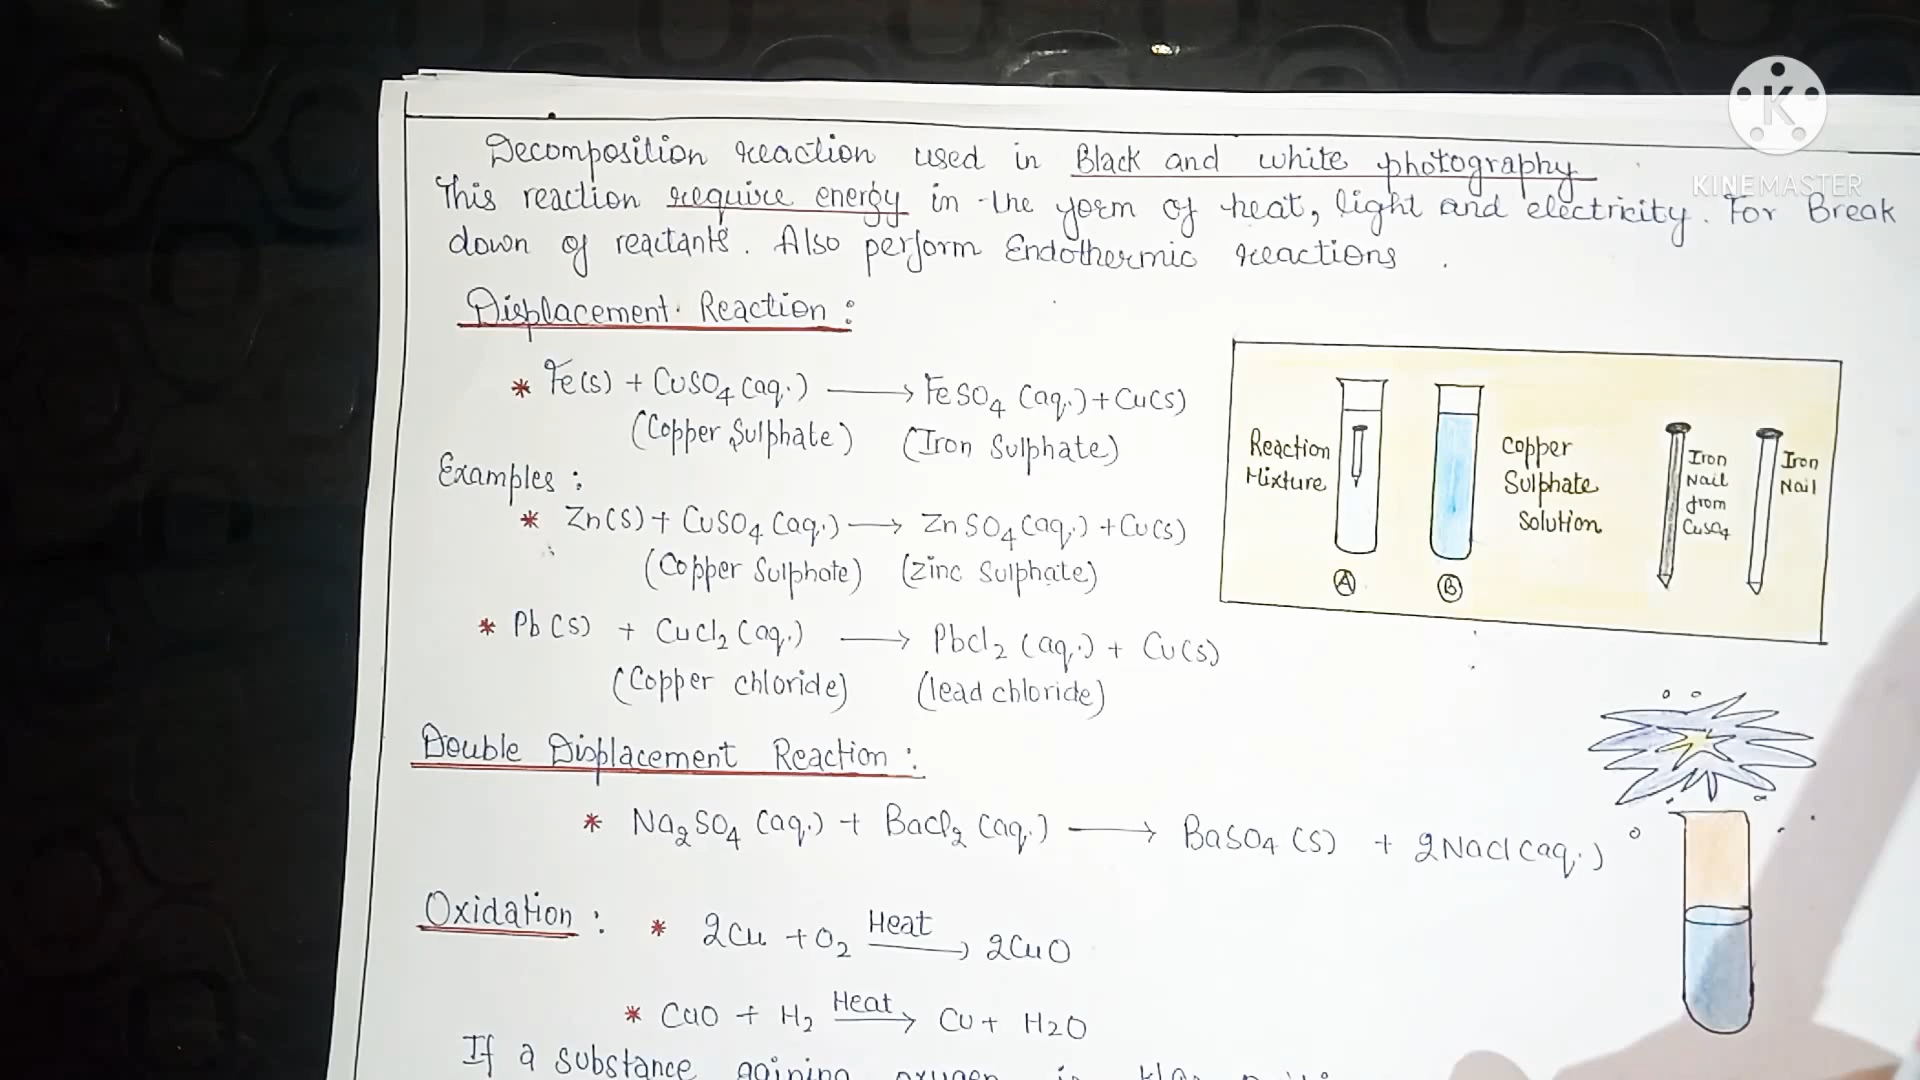 K
KINEMASTER
Decomposition reaction used in Black and white photography
This reaction require energy in the form of heat, light and electricity. For Break
down of reactants. Also perform Endothermic reactions .
Displacement Reaction :
* Fe(s) + CuSO4 (aq.) → FeSO4 (aq.) + Cu(s)
(Copper Sulphate) (Iron Sulphate)
Examples :
* Zn(s) + CuSO4 (aq.) → ZnSO4 (aq.) + Cu(s)
(Copper Sulphate) (Zinc Sulphate)
* Pb(s) + CuCl2 (aq.) → PbCl2 (aq.) + Cu(s)
(Copper chloride) (lead chloride)
Reaction
Mixture
A
B
Copper
Sulphate
Solution
Iron
Nail
from
CuSO4
Iron
Nail
Double Displacement Reaction :
* Na2SO4 (aq.) + BaCl2 (aq.) → BaSO4 (s) + 2NaCl (aq.)
Oxidation : * 2Cu + O2 Heat → 2CuO
* CuO + H2 Heat → Cu + H2O
If a substance gaining oxygen